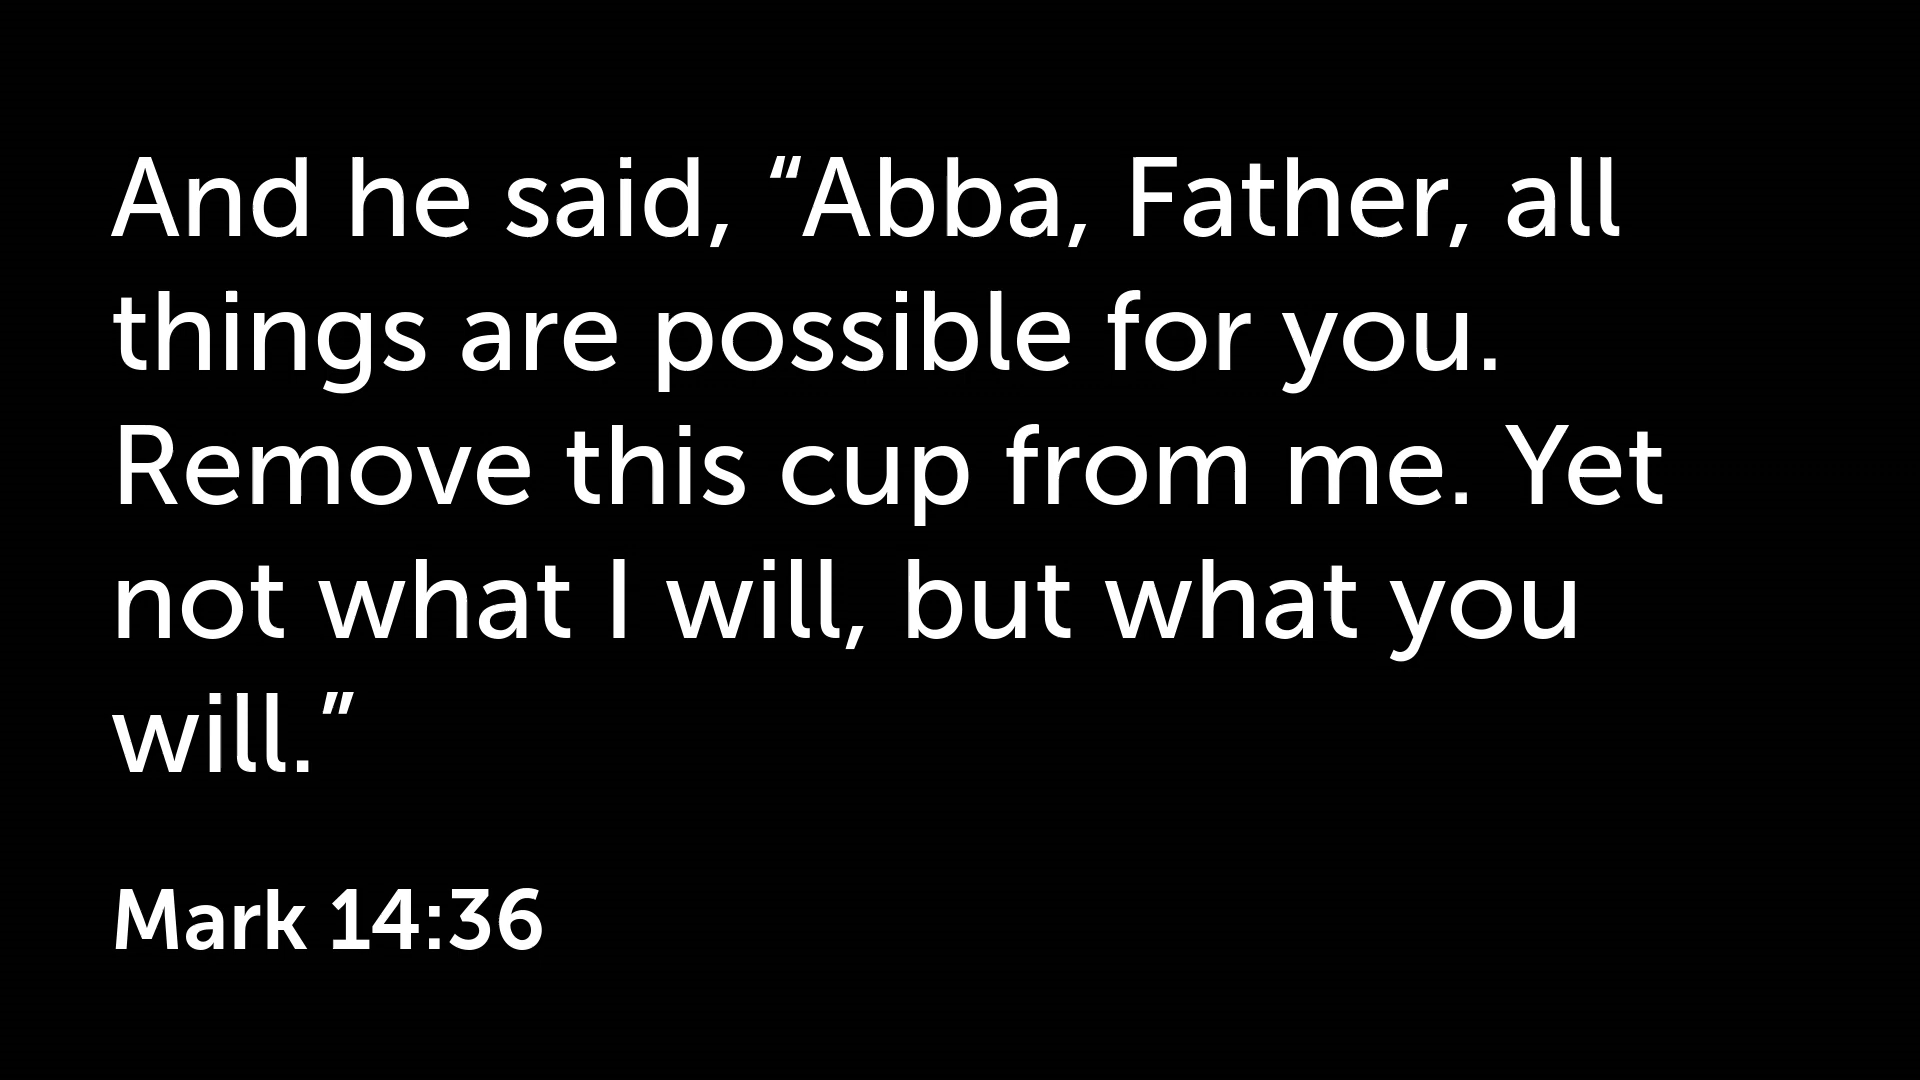 And he said, “Abba, Father, all
things are possible for you.
Remove this cup from me. Yet
not what I will, but what you
will.”
Mark 14:36